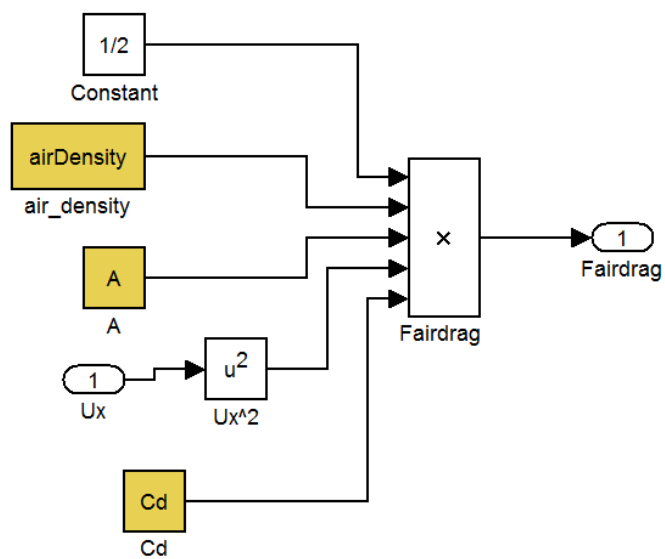 1/2
Constant
airDensity
air_density
A
A
1
Ux
u²
Ux^2
Cd
Cd
×
Fairdrag
1
Fairdrag